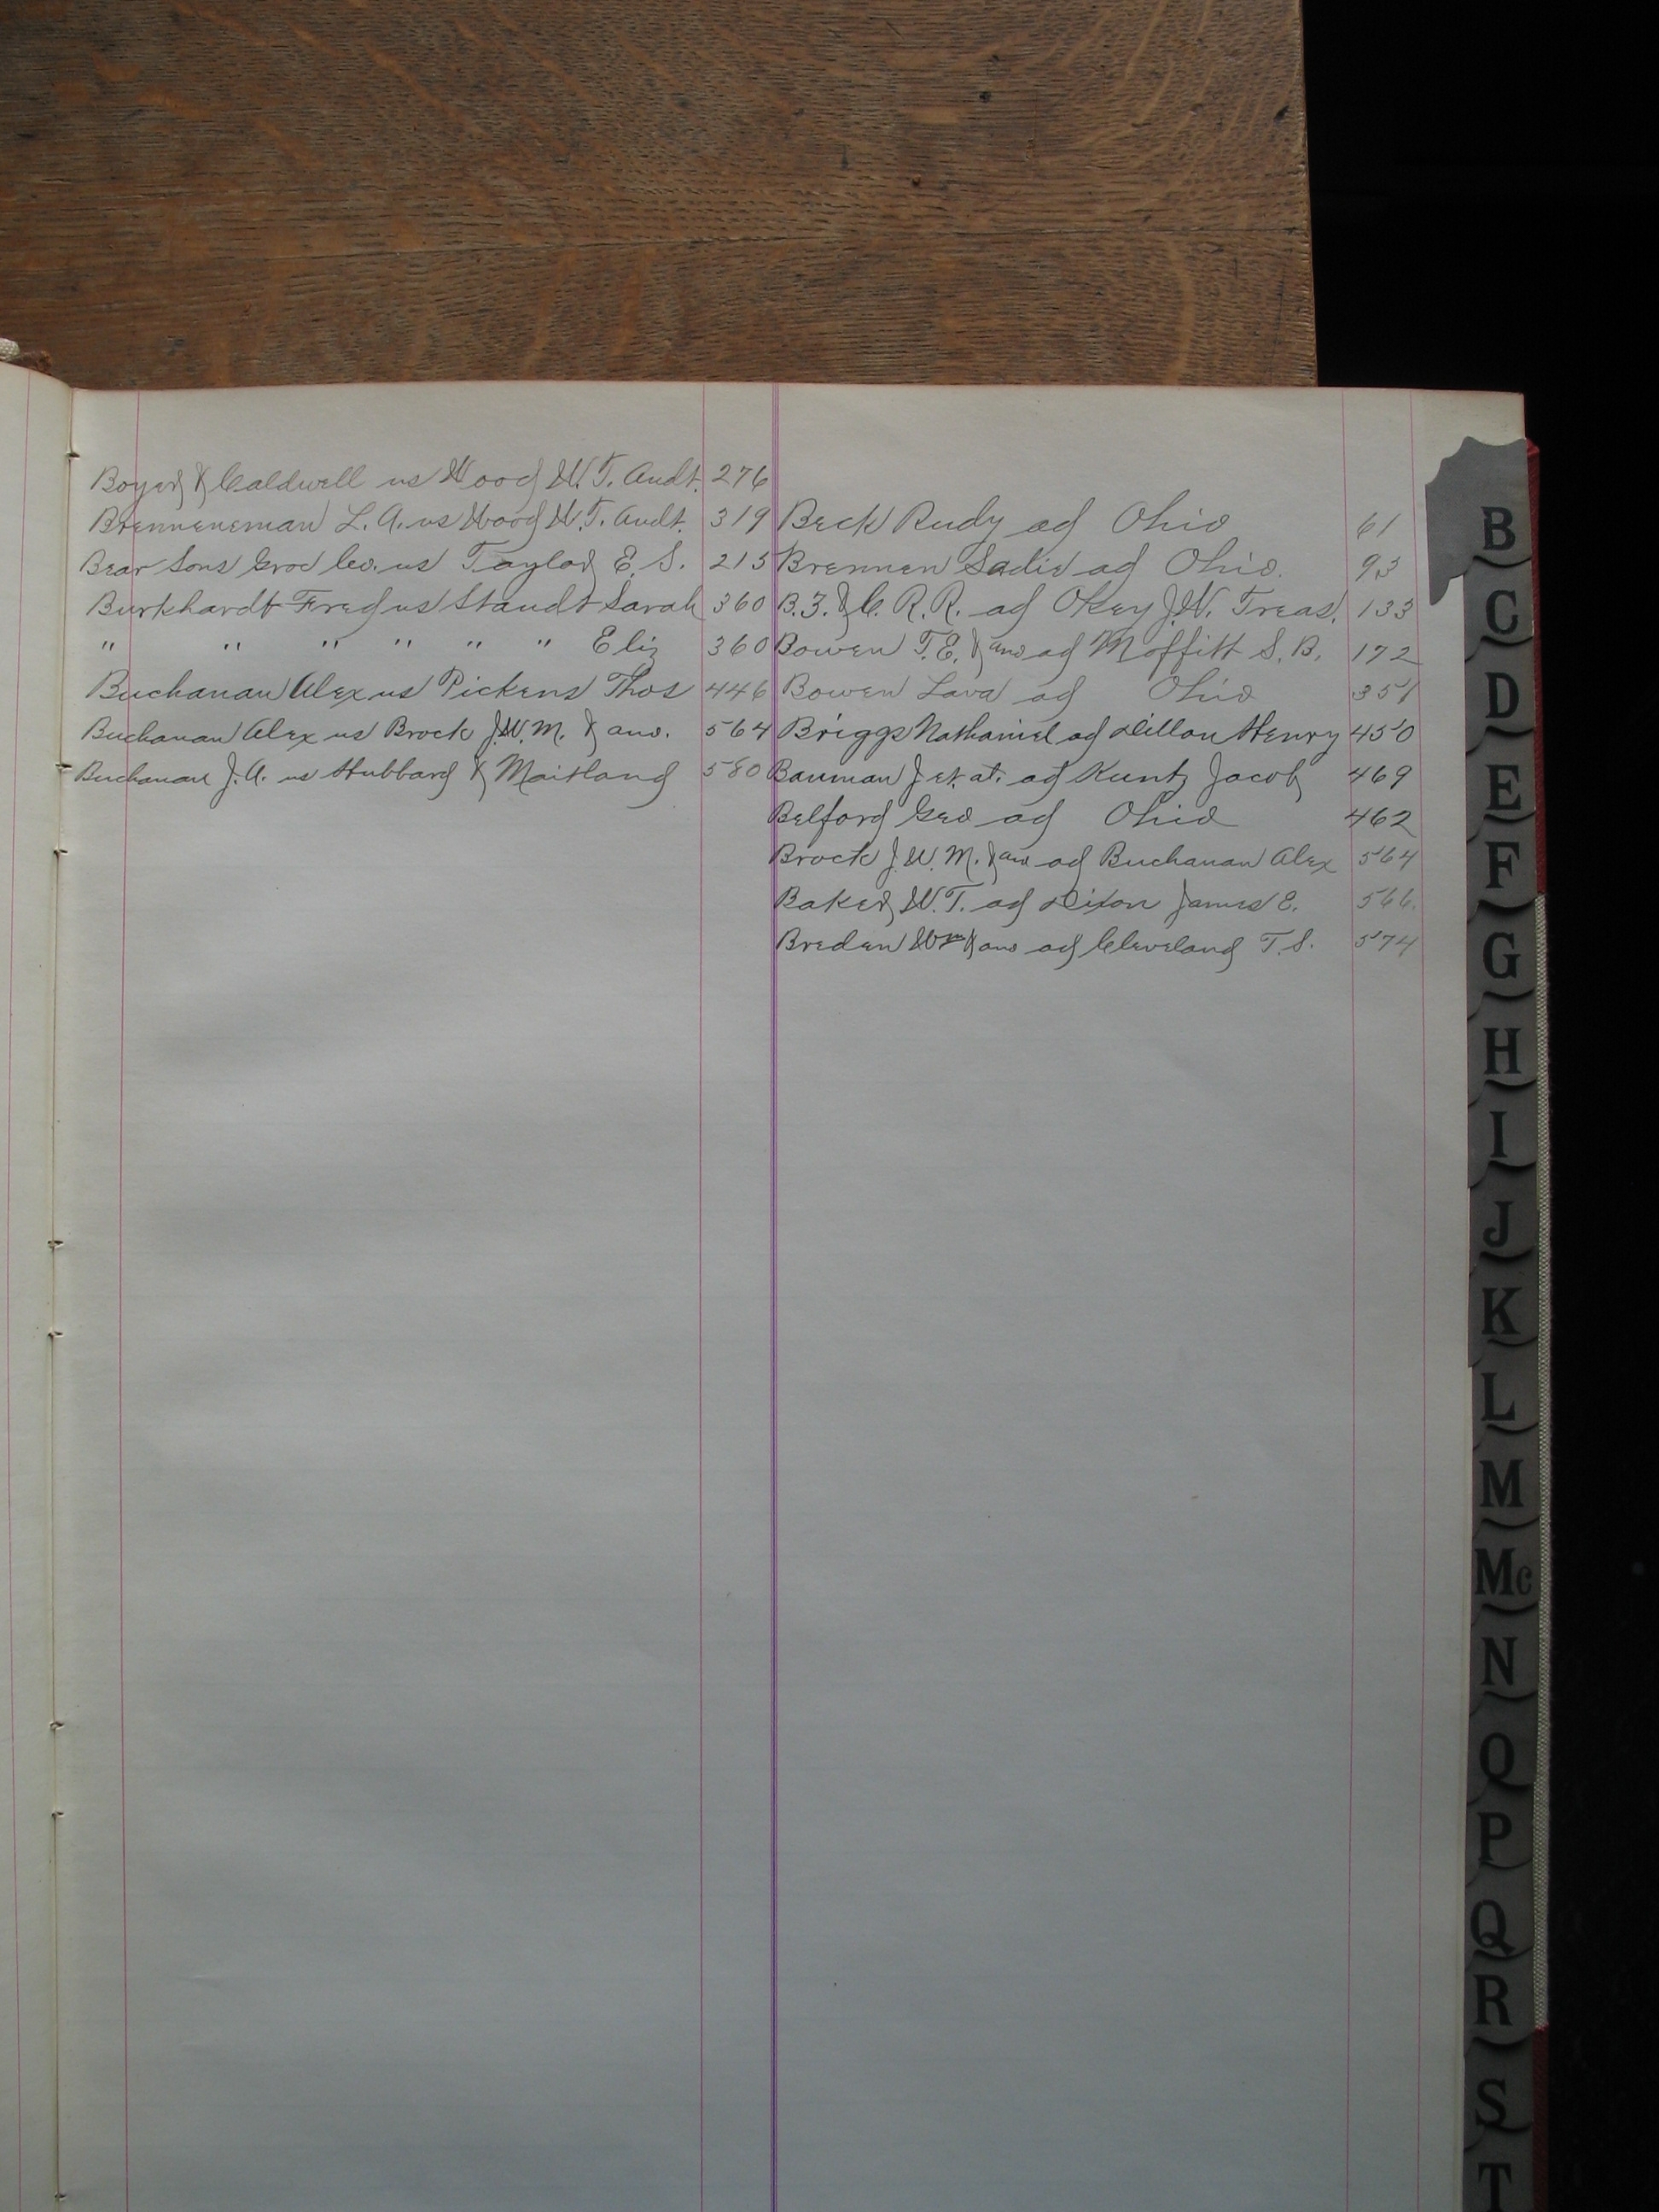 Boyer & Caldwell vs Wood W.T. Audt. 276
Brenneneman L. A. vs Wood W.T. Audt. 319
Bear Sons Groc Co. vs Taylor E. S. 215
Burkhardt Fred vs Staudt Sarah 360
" " " " " " Eliz 360
Buchanan Alex vs Pickens Thos 446
Buchanan Alex vs Brock J.W.M. & ano. 564
Buchanan J. A. vs Hubbard & Maitland 580
Beck Rudy ad Ohio 61
Brennen Sadie ad Ohio. 93
B.Z. & C. R. R. ad Okey J.W. Treas. 133
Bowen T.E. & ano ad Moffitt S. B. 172
Bowen Lava ad Ohio 351
Briggs Nathaniel ad Dillon Henry 450
Bauman J et. al. ad Kuntz Jacob 469
Belford Geo ad Ohio 462
Brock J.W.M. & ano ad Buchanan Alex 564
Baker W.T. ad Dixon James E. 566.
Breden Wm & ano ad Cleveland T.S. 574
B
C
D
E
F
G
H
I
J
K
L
M
Mc
N
O
P
Q
R
S
T